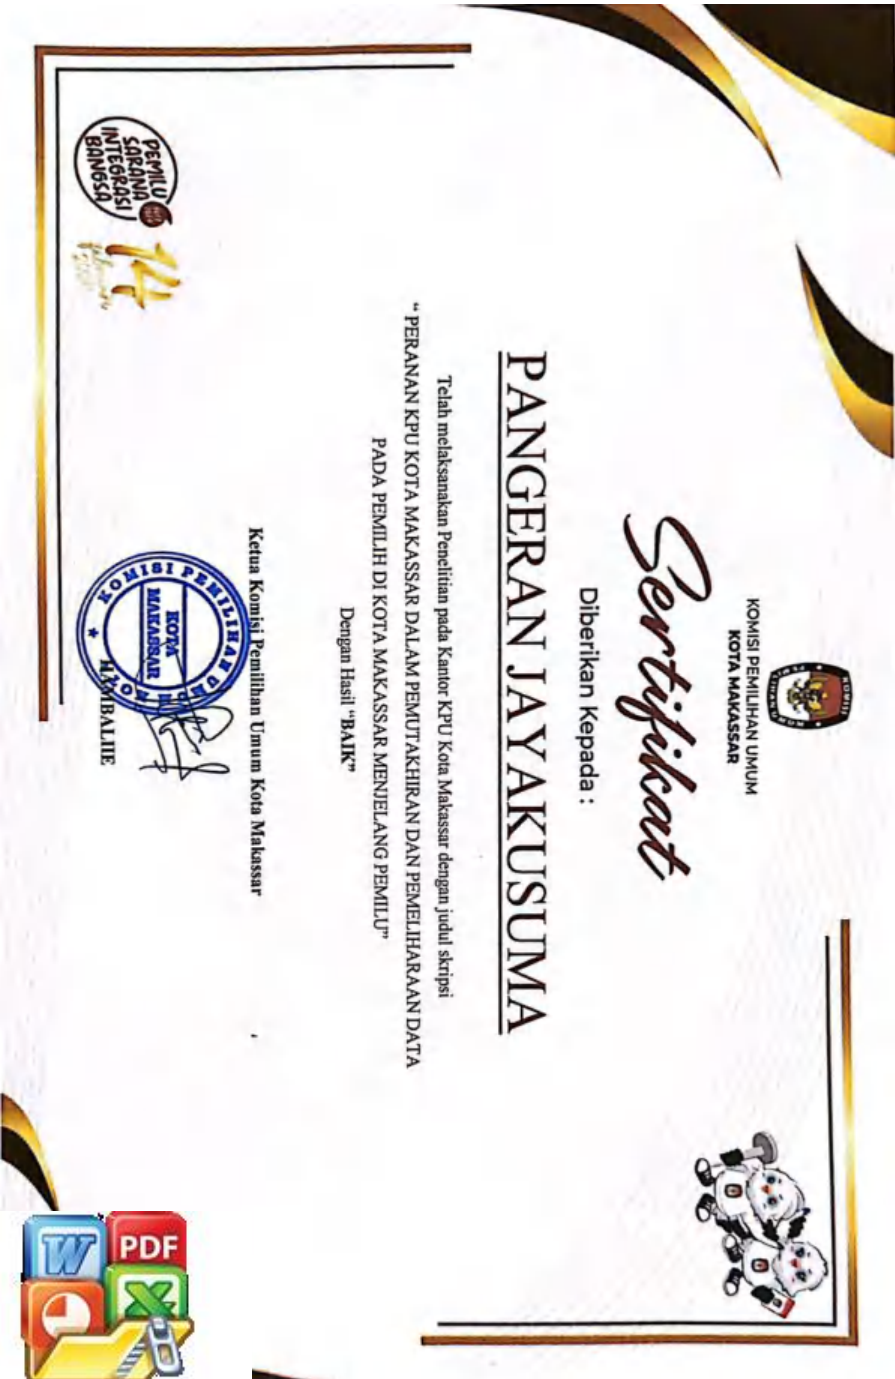 KOMISI PEMILIHAN UMUM
KOTA MAKASSAR
Sertifikat
Diberikan Kepada :
PANGERAN JAYAKUSUMA
Telah melaksanakan Penelitian pada Kantor KPU Kota Makassar dengan judul skripsi
“ PERANAN KPU KOTA MAKASSAR DALAM PEMUTAKHIRAN DAN PEMELIHARAAN DATA
PADA PEMILIH DI KOTA MAKASSAR MENJELANG PEMILU”
Dengan Hasil "BAIK"
Ketua Komisi Pemilihan Umum Kota Makassar
KOMISI PEMILIHAN UMUM
KOTA
MAKASSAR
HAMBALIIE
PEMILU
SARANA
INTEGRASI
BANGSA
14
PDF
W
X